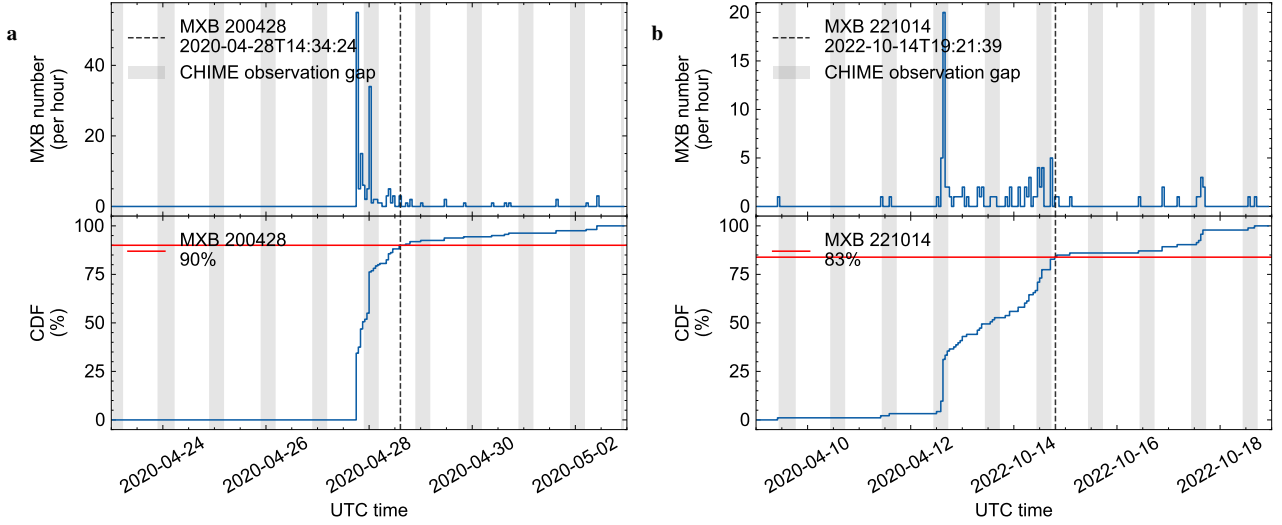 a
MXB number
(per hour)
0
20
40
MXB 200428
2020-04-28T14:34:24
CHIME observation gap
CDF
(%)
0
25
50
75
100
MXB 200428
90%
2020-04-24
2020-04-26
2020-04-28
2020-04-30
2020-05-02
UTC time
b
MXB number
(per hour)
0
5
10
15
20
MXB 221014
2022-10-14T19:21:39
CHIME observation gap
CDF
(%)
0
25
50
75
100
MXB 221014
83%
2020-04-10
2020-04-12
2022-10-14
2022-10-16
2022-10-18
UTC time